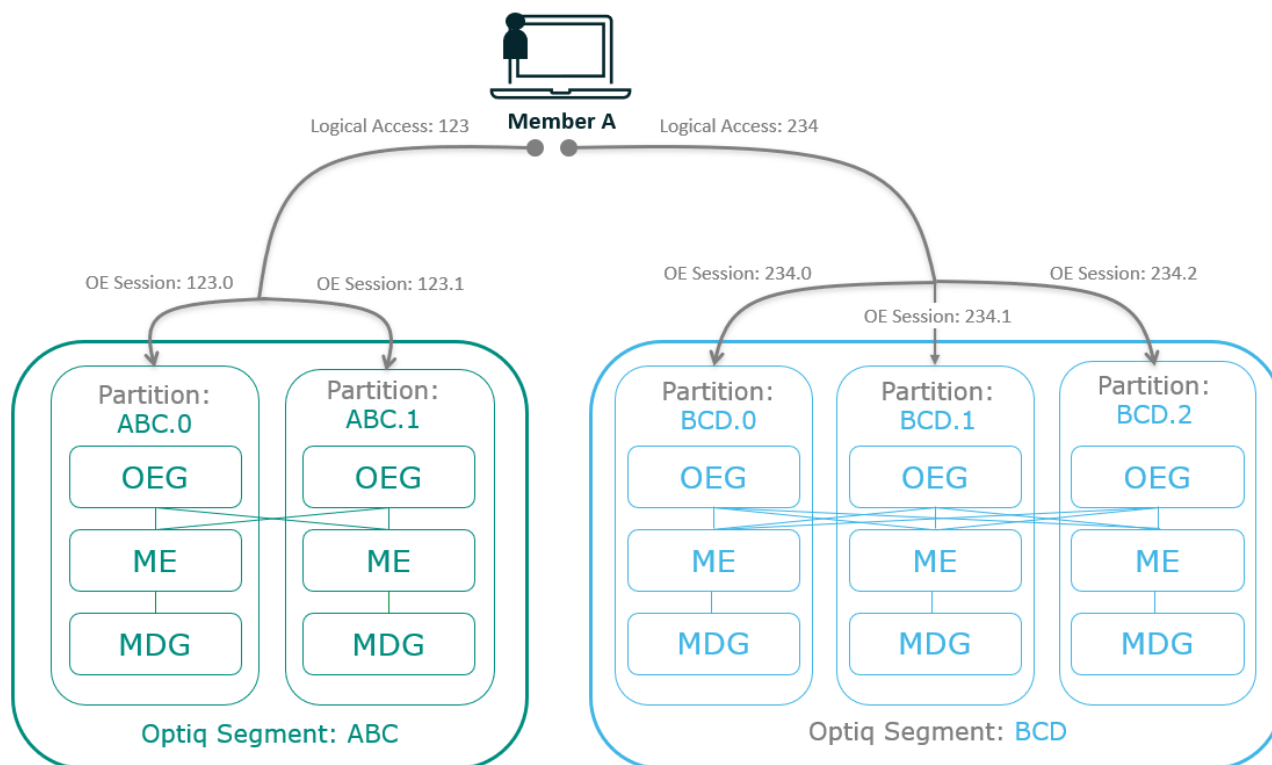 Member A
Logical Access: 123
Logical Access: 234
OE Session: 123.0
OE Session: 123.1
OE Session: 234.0
OE Session: 234.1
OE Session: 234.2
Partition:
ABC.0
OEG
ME
MDG
Partition:
ABC.1
OEG
ME
MDG
Optiq Segment: ABC
Partition:
BCD.0
OEG
ME
MDG
Partition:
BCD.1
OEG
ME
MDG
Partition:
BCD.2
OEG
ME
MDG
Optiq Segment: BCD